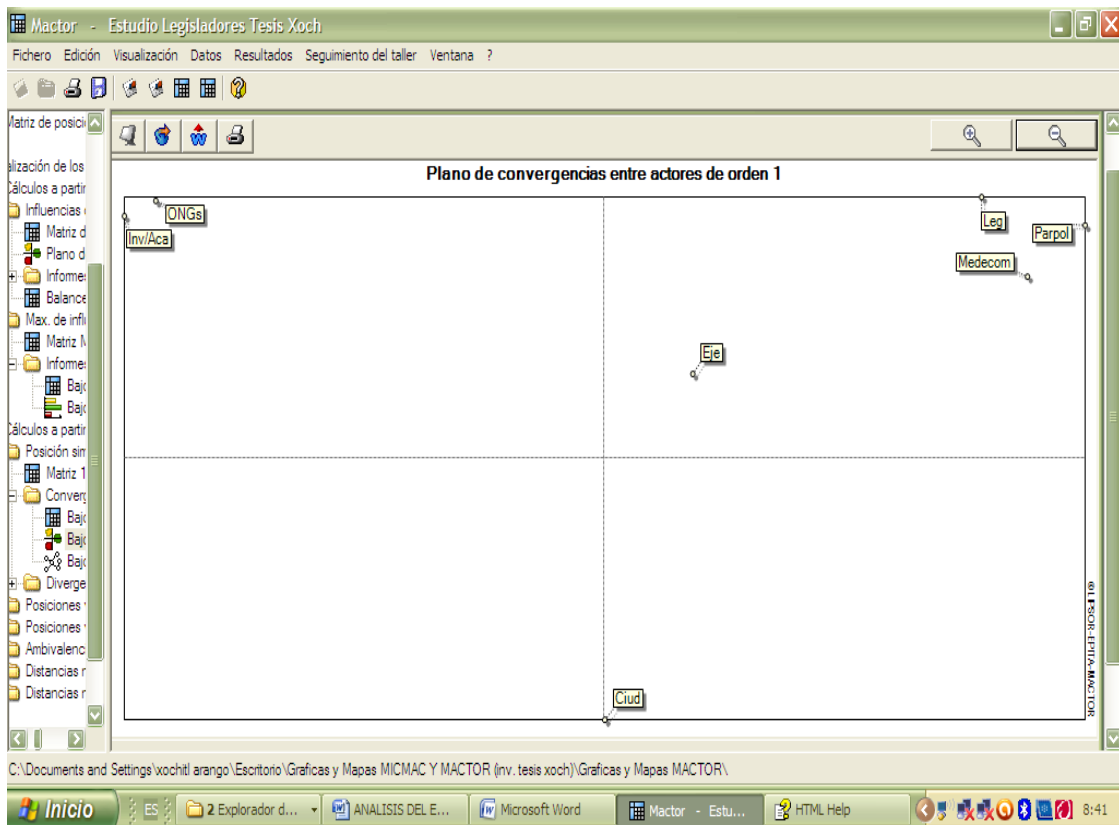 Mactor - Estudio Legisladores Tesis Xoch
Fichero Edición Visualización Datos Resultados Seguimiento del taller Ventana ?
Matriz de posici
alización de los
Cálculos a partir
Influencias
Matriz d
Plano d
Informe
Balance
Max. de influ
Matriz M
Informe
Bajo
Bajo
Cálculos a partir
Posición sim
Matriz 1
Converg
Bajo
Bajo
Bajo
Diverge
Posiciones
Posiciones
Ambivalenc
Distancias r
Distancias r
Plano de convergencias entre actores de orden 1
ONGs
Inv/Aca
Leg
Parpol
Medecom
Eje
Ciud
© LIPSOR-EPITA-MACTOR
C:\Documents and Settings\xochitl arango\Escritorio\Graficas y Mapas MICMAC Y MACTOR (inv. tesis xoch)\Graficas y Mapas MACTOR\
Inicio
ES
2 Explorador d...
ANALISIS DEL E...
Microsoft Word
Mactor - Estu...
HTML Help
8:41